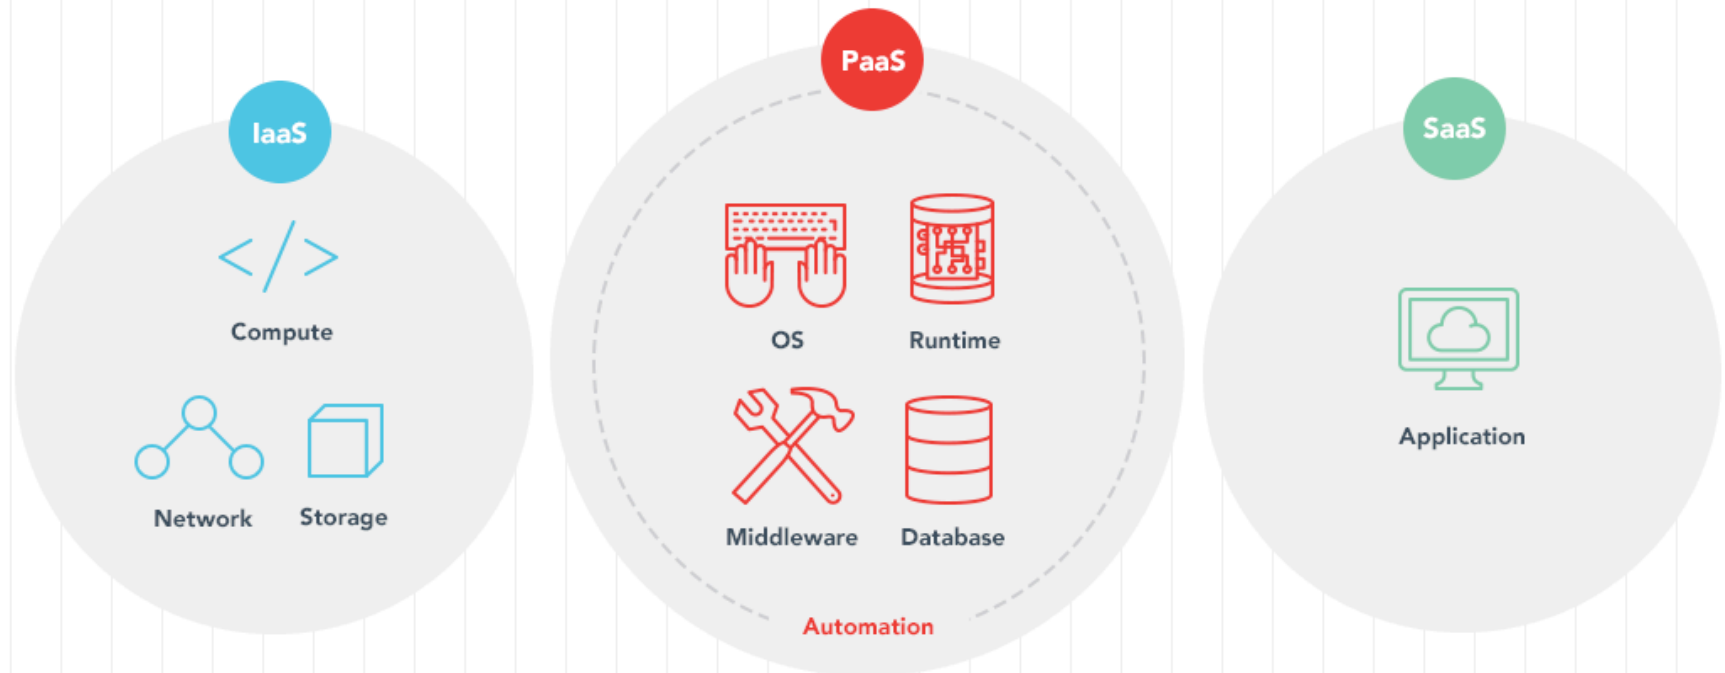 IaaS
Compute
Network
Storage
PaaS
OS
Runtime
Middleware
Database
Automation
SaaS
Application